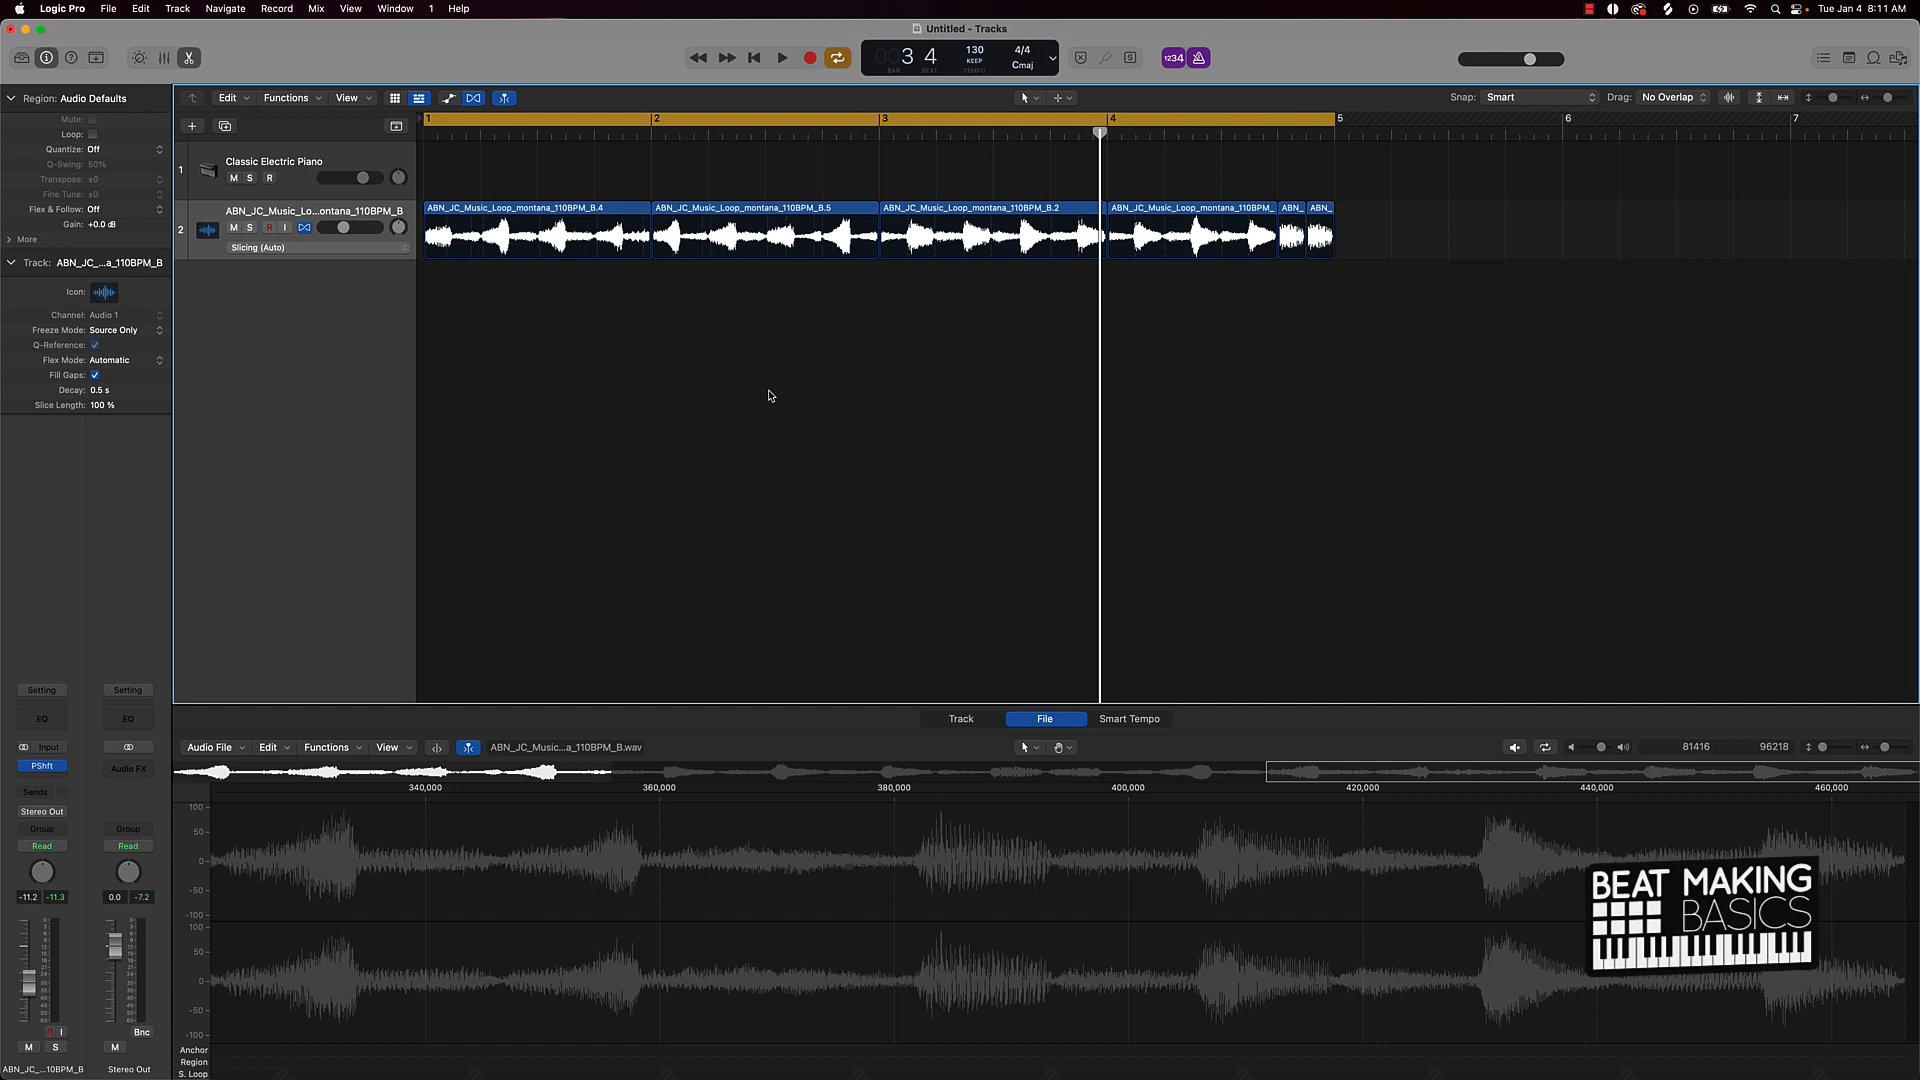 Logic Pro File Edit Track Navigate Record Mix View Window 1 Help
Tue Jan 4 8:11 AM
Untitled - Tracks
003 4
BAR BEAT
130
KEEP
TEMPO
4/4
Cmaj
1234
S
Region: Audio Defaults
Mute:
Loop:
Quantize: Off
Q-Swing: 50%
Transpose: ±0
Fine Tune: ±0
Flex & Follow: Off
Gain: +0.0 dB
More
Track: ABN_JC_...a_110BPM_B
Icon:
Channel: Audio 1
Freeze Mode: Source Only
Q-Reference:
Flex Mode: Automatic
Fill Gaps:
Decay: 0.5 s
Slice Length: 100 %
Edit Functions View
Snap: Smart
Drag: No Overlap
1 2 3 4 5 6 7
1
Classic Electric Piano
M S R
2
ABN_JC_Music_Lo...ontana_110BPM_B
M S R I
Slicing (Auto)
ABN_JC_Music_Loop_montana_110BPM_B.4
ABN_JC_Music_Loop_montana_110BPM_B.5
ABN_JC_Music_Loop_montana_110BPM_B.2
ABN_JC_Music_Loop_montana_110BPM_
ABN_
ABN_
Setting Setting
EQ EQ
Input
PShft Audio FX
Sends
Stereo Out
Group Group
Read Read
-11.2 -11.3 0.0 -7.2
I Bnc
M S M
ABN_JC_...10BPM_B Stereo Out
Track File Smart Tempo
Audio File Edit Functions View
ABN_JC_Music...a_110BPM_B.wav
81416 96218
340,000 360,000 380,000 400,000 420,000 440,000 460,000
100
50
0
-50
-100
100
50
0
-50
-100
Anchor
Region
S. Loop
BEAT MAKING
BASICS